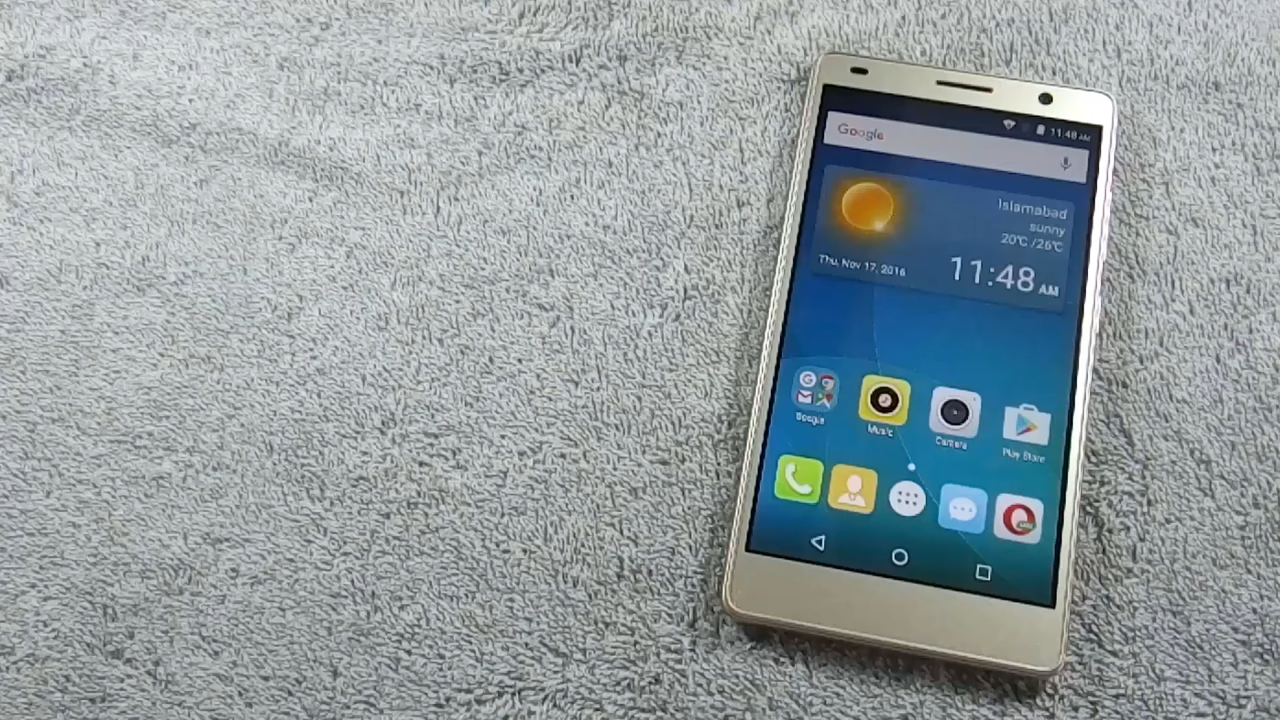 11:48 AM
Google
Islamabad
sunny
20℃ /26℃
Thu, Nov 17, 2016
11:48 AM
Google
Music
Camera
Play Store